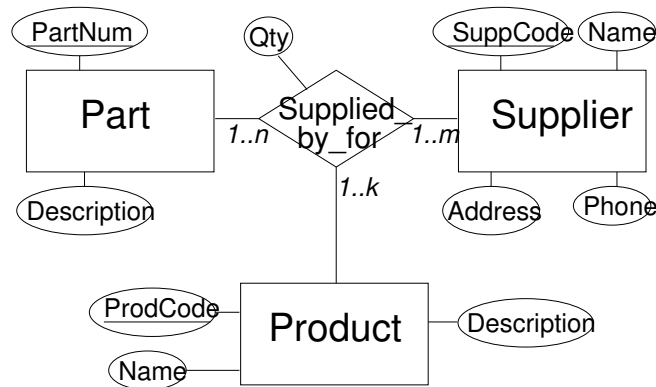 PartNum
Qty
SuppCode
Name
Part
Supplied_
by_for
Supplier
1..n
1..m
1..k
Description
Address
Phone
ProdCode
Product
Description
Name